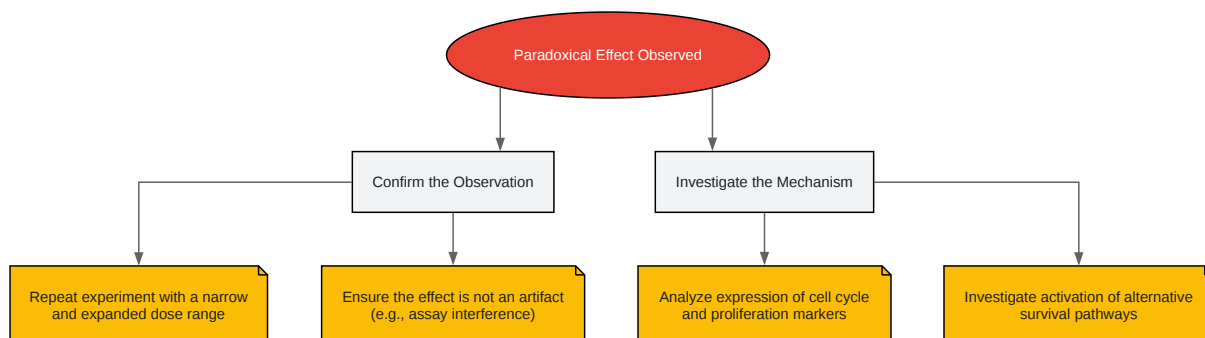 Paradoxical Effect Observed
Confirm the Observation
Investigate the Mechanism
Repeat experiment with a narrow
and expanded dose range
Ensure the effect is not an artifact
(e.g., assay interference)
Analyze expression of cell cycle
and proliferation markers
Investigate activation of alternative
survival pathways